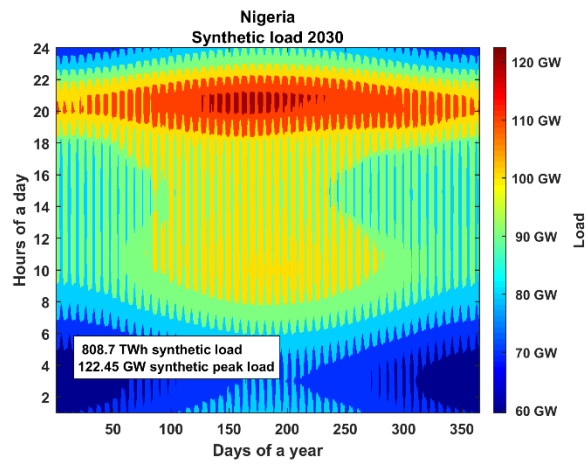 Nigeria
Synthetic load 2030
24
22
20
18
16
14
12
10
8
6
4
2
Hours of a day
808.7 TWh synthetic load
122.45 GW synthetic peak load
50
100
150
200
250
300
350
Days of a year
120 GW
110 GW
100 GW
90 GW
80 GW
70 GW
60 GW
Load